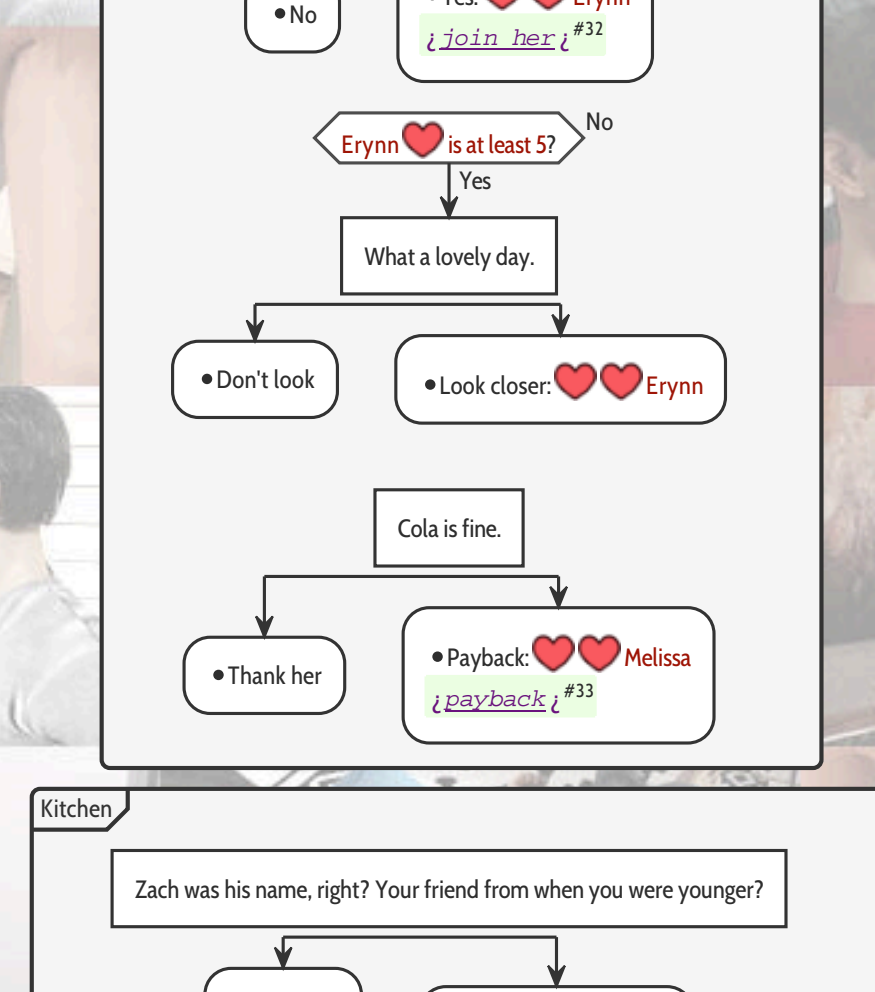 •No
•Yes: Erynn
¿join her¿#32
Erynn is at least 5?
No
Yes
What a lovely day.
•Don't look
•Look closer: Erynn
Cola is fine.
•Thank her
•Payback: Melissa
¿payback¿#33
Kitchen
Zach was his name, right? Your friend from when you were younger?